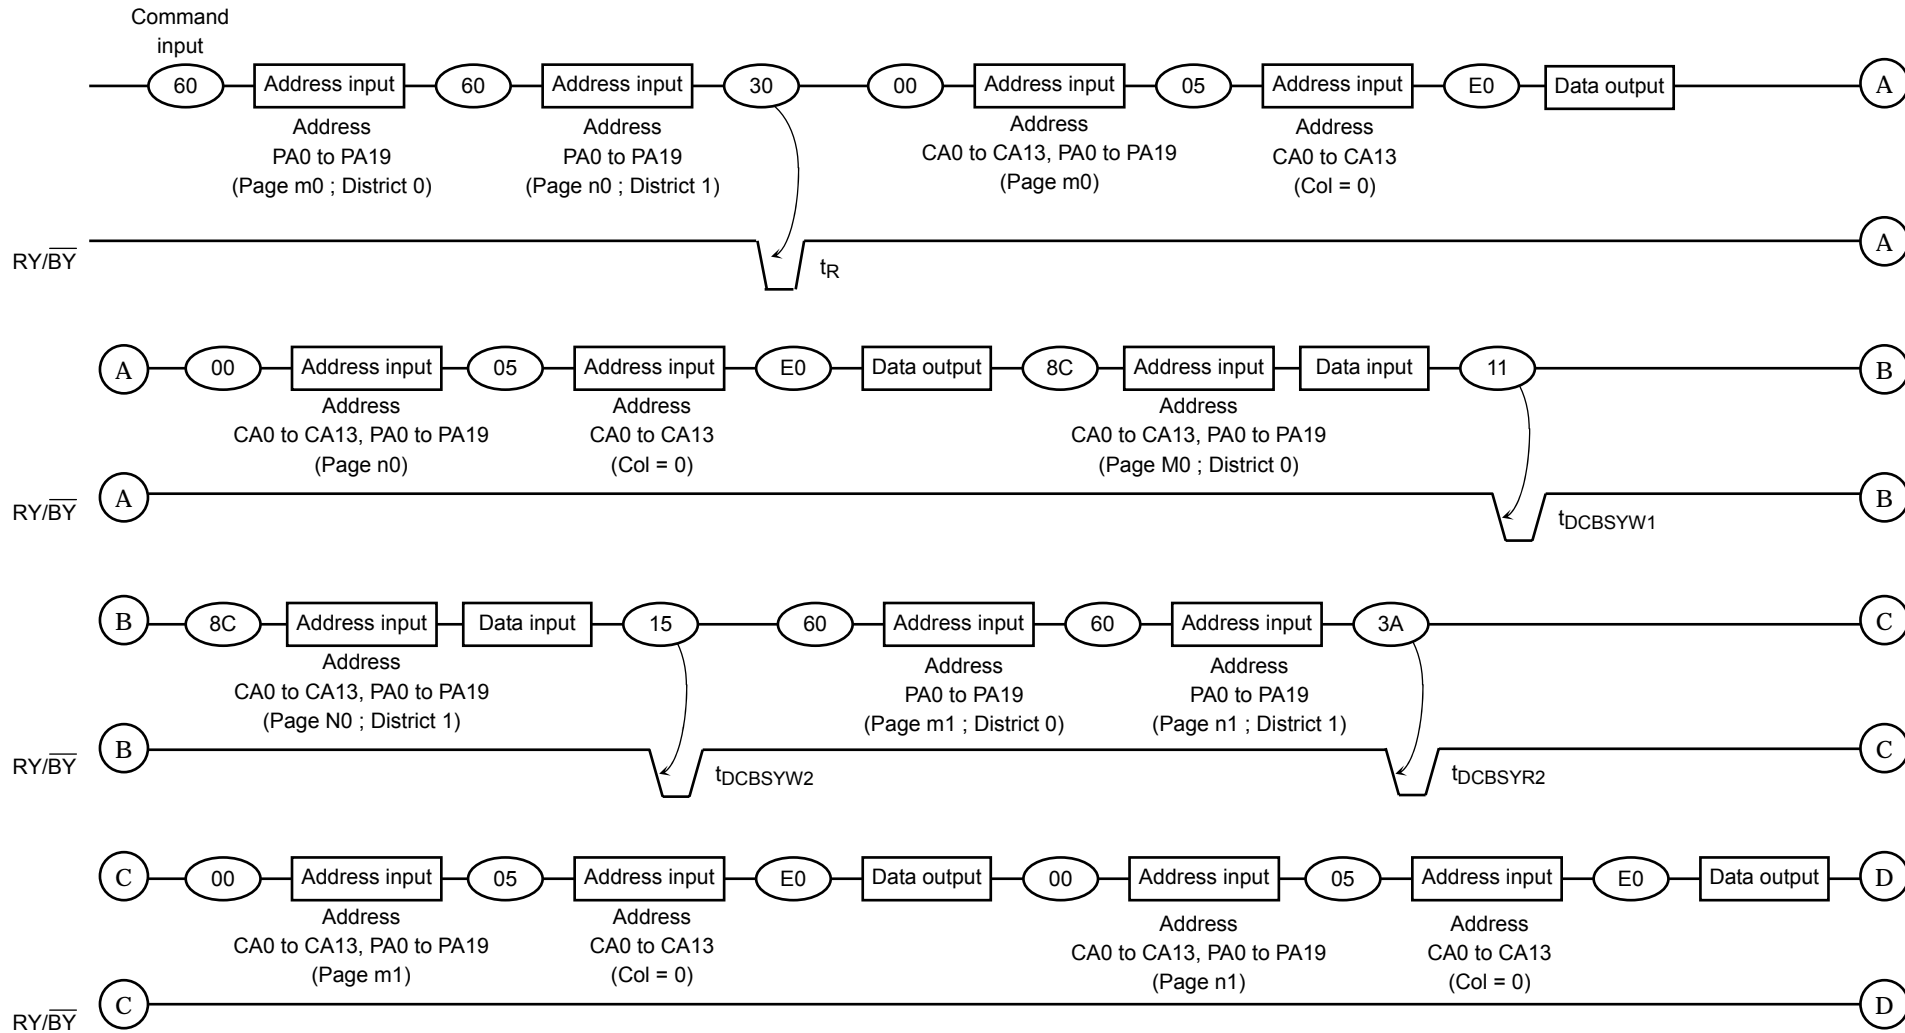 Command
input
60 Address input 60 Address input 30 00 Address input 05 Address input E0 Data output A
Address
PA0 to PA19
(Page m0 ; District 0)
Address
PA0 to PA19
(Page n0 ; District 1)
Address
CA0 to CA13, PA0 to PA19
(Page m0)
Address
CA0 to CA13
(Col = 0)
RY/BY tR A
A 00 Address input 05 Address input E0 Data output 8C Address input Data input 11 B
Address
CA0 to CA13, PA0 to PA19
(Page n0)
Address
CA0 to CA13
(Col = 0)
Address
CA0 to CA13, PA0 to PA19
(Page M0 ; District 0)
RY/BY A tDCBSYW1 B
B 8C Address input Data input 15 60 Address input 60 Address input 3A C
Address
CA0 to CA13, PA0 to PA19
(Page N0 ; District 1)
Address
PA0 to PA19
(Page m1 ; District 0)
Address
PA0 to PA19
(Page n1 ; District 1)
RY/BY B tDCBSYW2 tDCBSYR2 C
C 00 Address input 05 Address input E0 Data output 00 Address input 05 Address input E0 Data output D
Address
CA0 to CA13, PA0 to PA19
(Page m1)
Address
CA0 to CA13
(Col = 0)
Address
CA0 to CA13, PA0 to PA19
(Page n1)
Address
CA0 to CA13
(Col = 0)
RY/BY C D